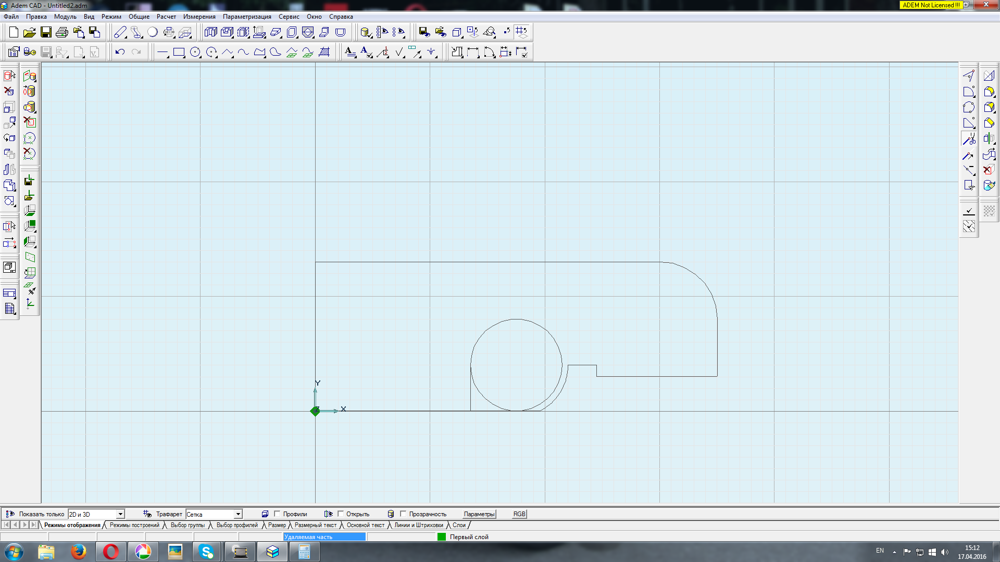 Adem CAD - Untitled2.adm
ADEM Not Licensed !!!
Файл Правка Модуль Вид Режим Общие Расчет Измерения Параметризация Сервис Окно Справка
Y
Z
X
Показать только 2D и 3D Трафарет Сетка Профили Открыть Прозрачность Параметры RGB
Режимы отображения Режимы построений Выбор группы Выбор профилей Размер Размерный текст Основной текст Линии и Штриховки Слои
Удаляемая часть Первый слой
EN
15:12
17.04.2016